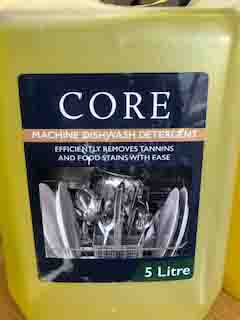 CORE
MACHINE DISHWASH DETERGENT
EFFICIENTLY REMOVES TANNINS
AND FOOD STAINS WITH EASE
5 Litre